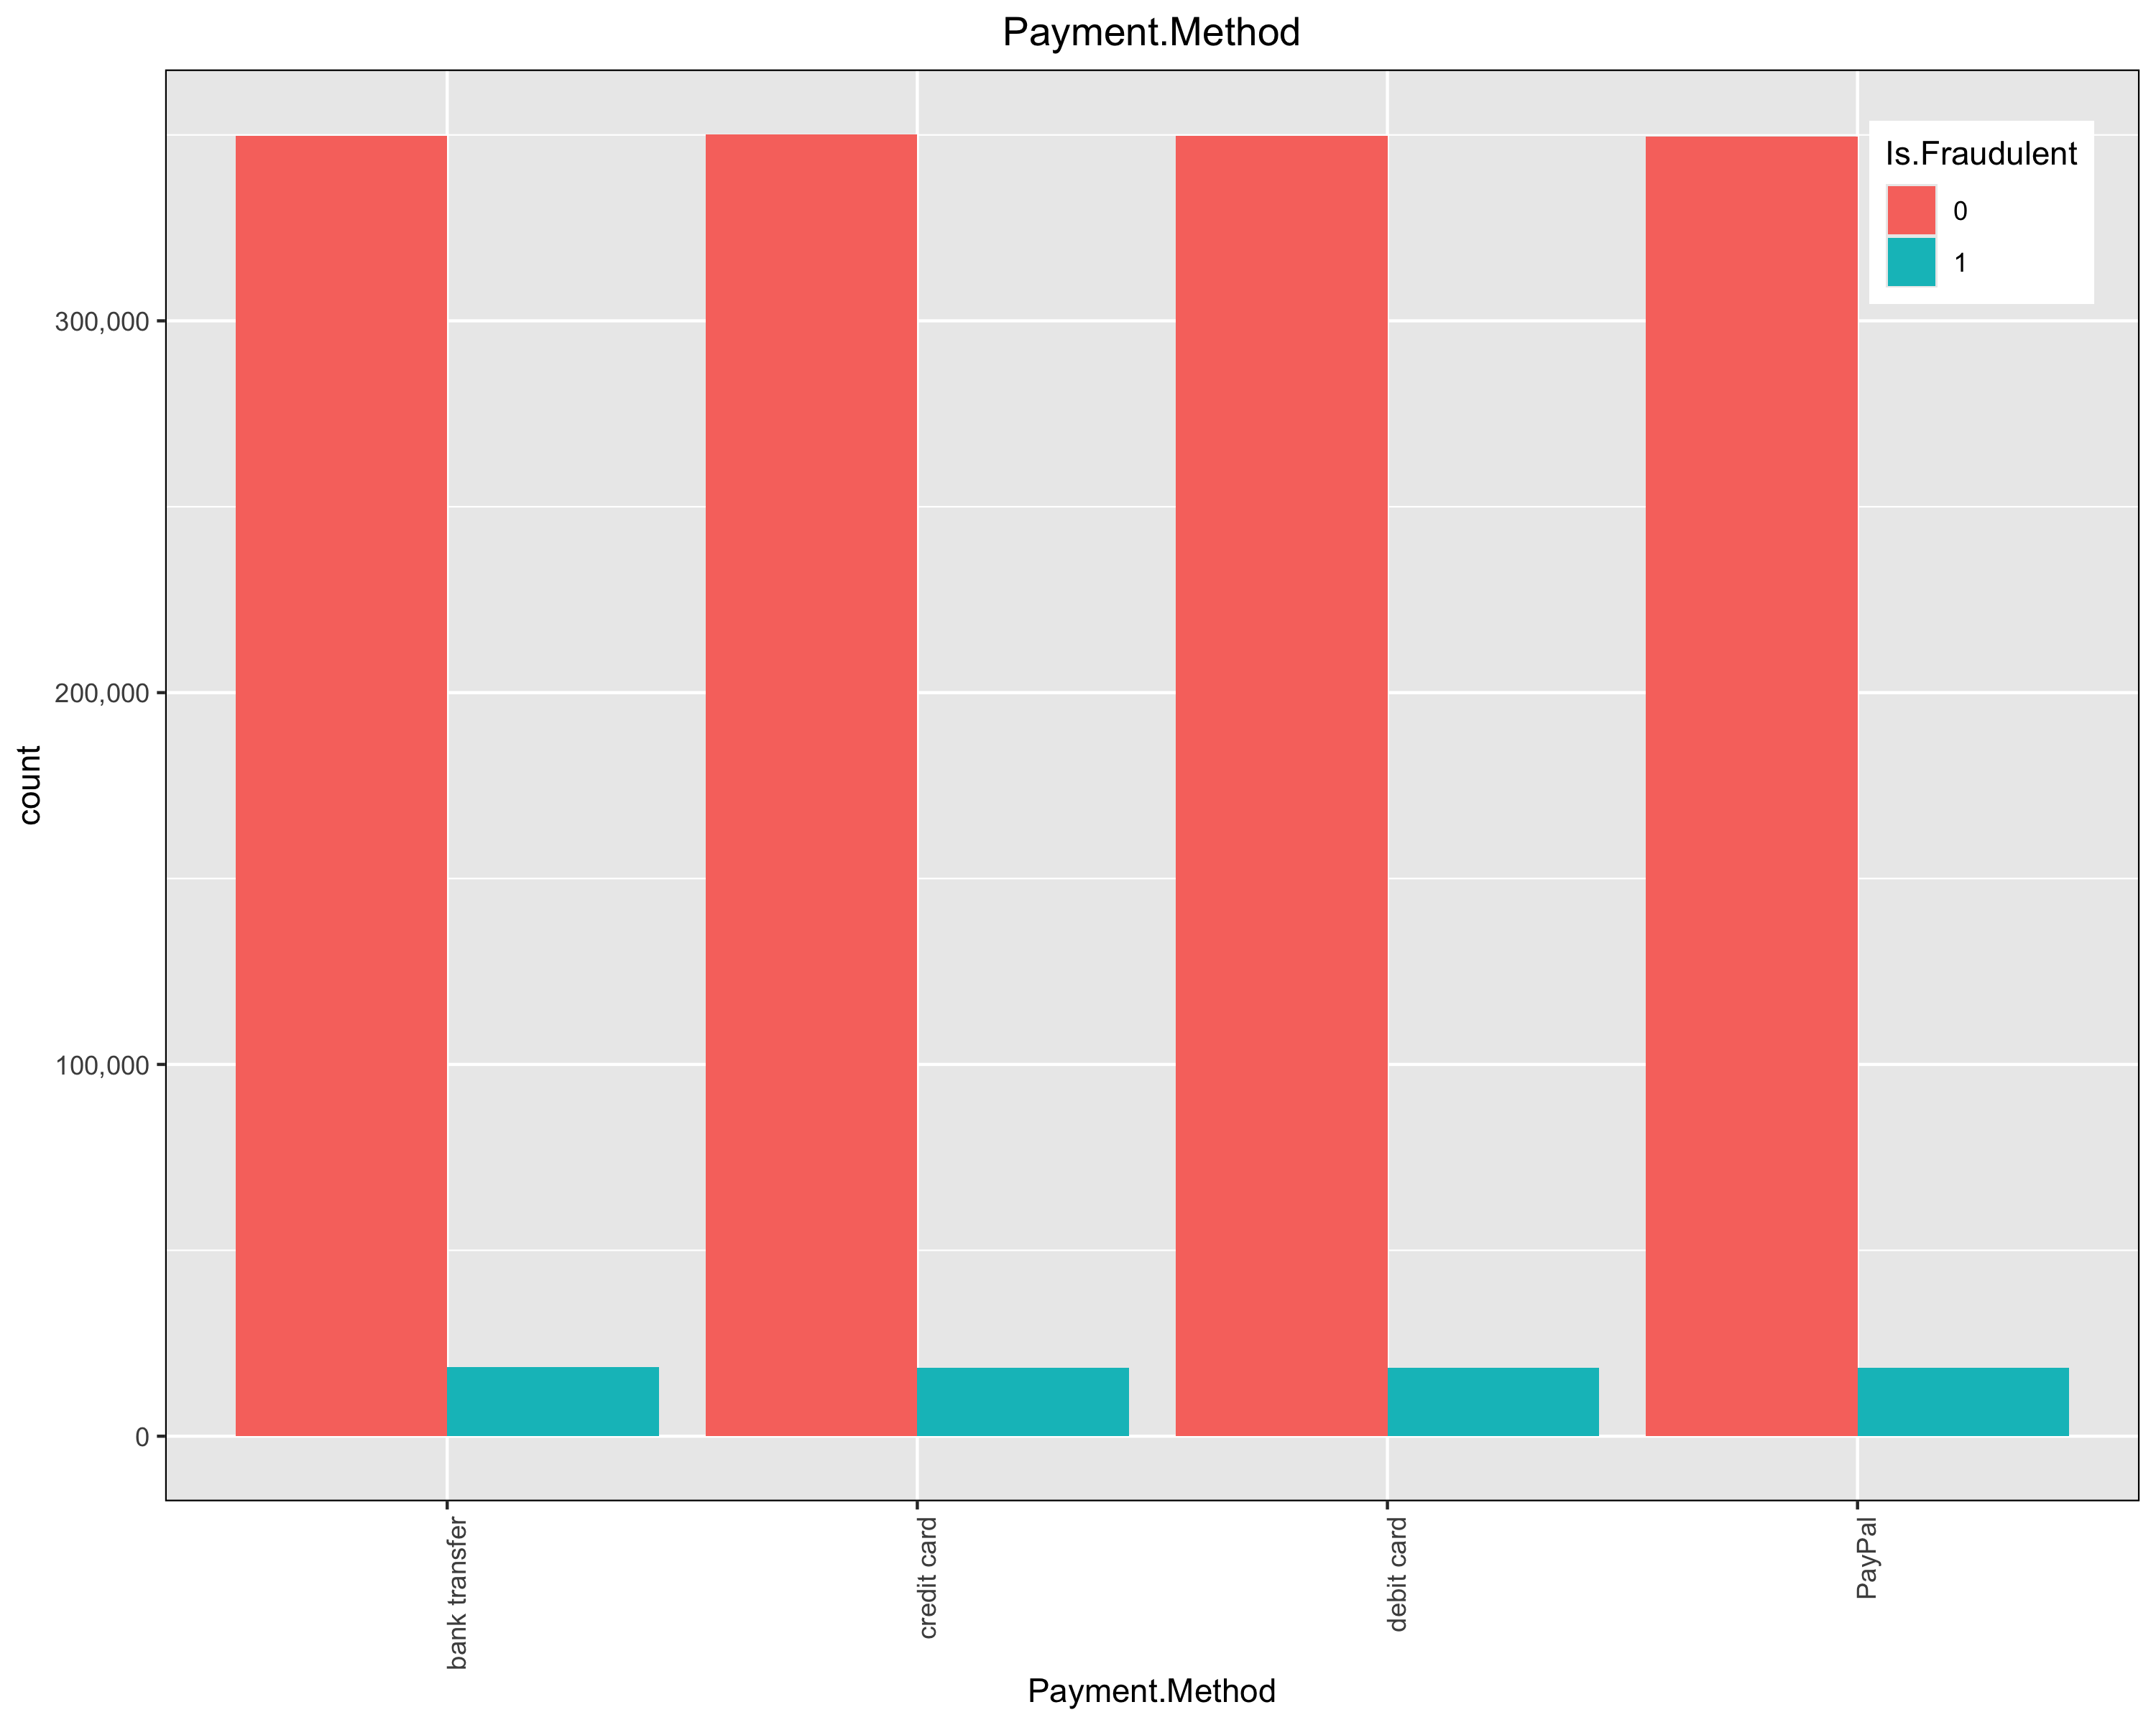 Payment.Method
Is.Fraudulent
0
1
300,000
200,000
100,000
0
count
bank transfer
credit card
debit card
PayPal
Payment.Method